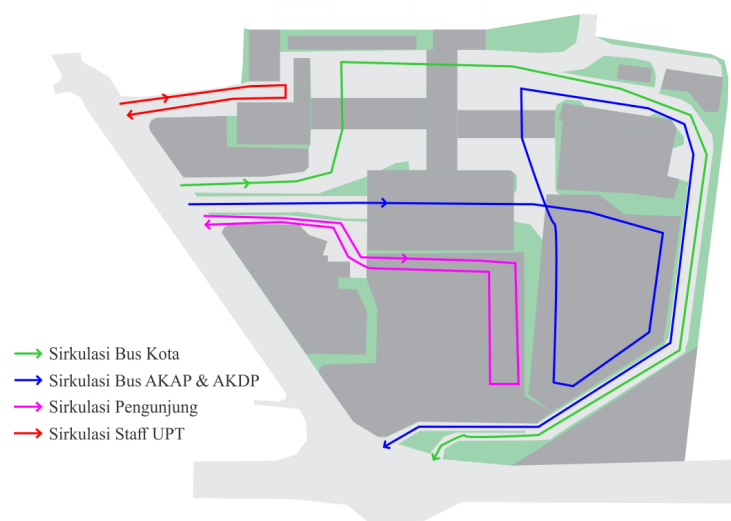 Sirkulasi Bus Kota
Sirkulasi Bus AKAP & AKDP
Sirkulasi Pengunjung
Sirkulasi Staff UPT